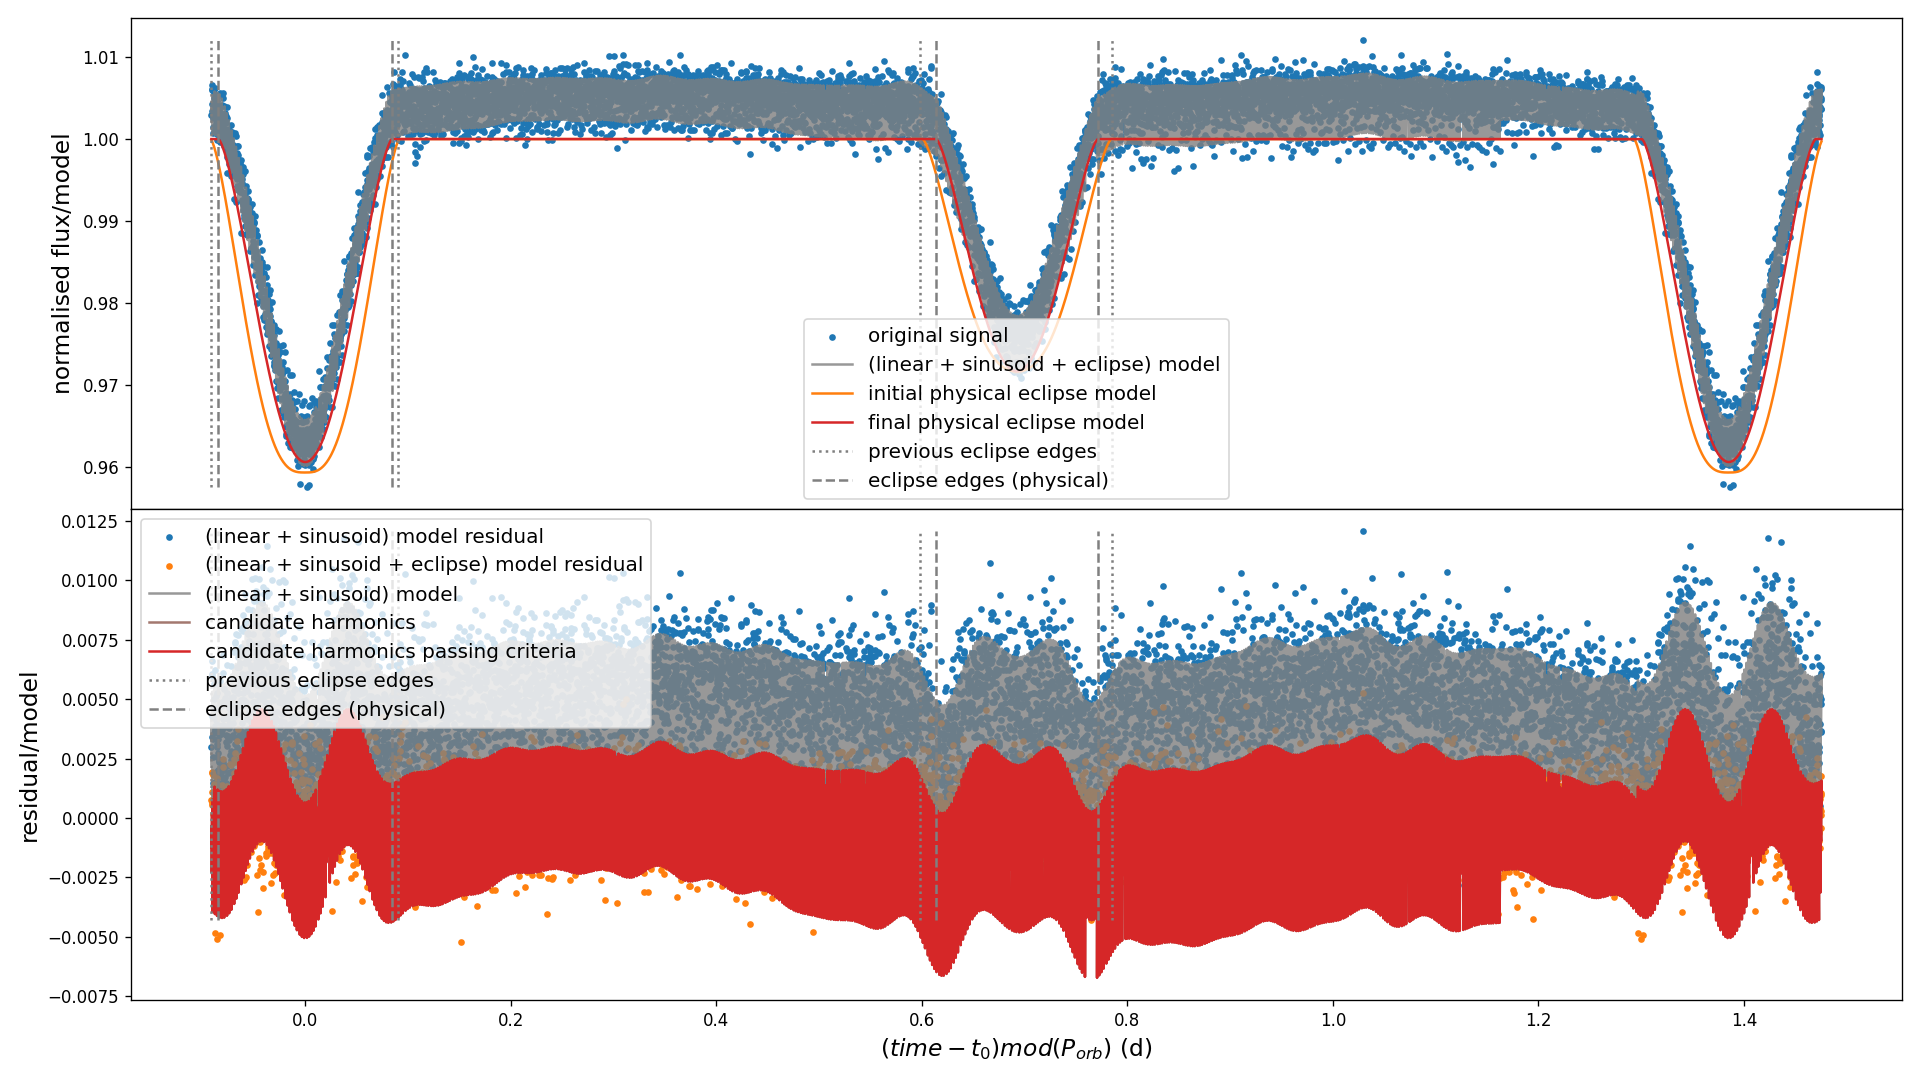 normalised flux/model
1.01
1.00
0.99
0.98
0.97
0.96
original signal
(linear + sinusoid + eclipse) model
initial physical eclipse model
final physical eclipse model
previous eclipse edges
eclipse edges (physical)
residual/model
0.0125
0.0100
0.0075
0.0050
0.0025
0.0000
−0.0025
−0.0050
−0.0075
(linear + sinusoid) model residual
(linear + sinusoid + eclipse) model residual
(linear + sinusoid) model
candidate harmonics
candidate harmonics passing criteria
previous eclipse edges
eclipse edges (physical)
0.0 0.2 0.4 0.6 0.8 1.0 1.2 1.4
(time − t₀)mod(P_orb) (d)